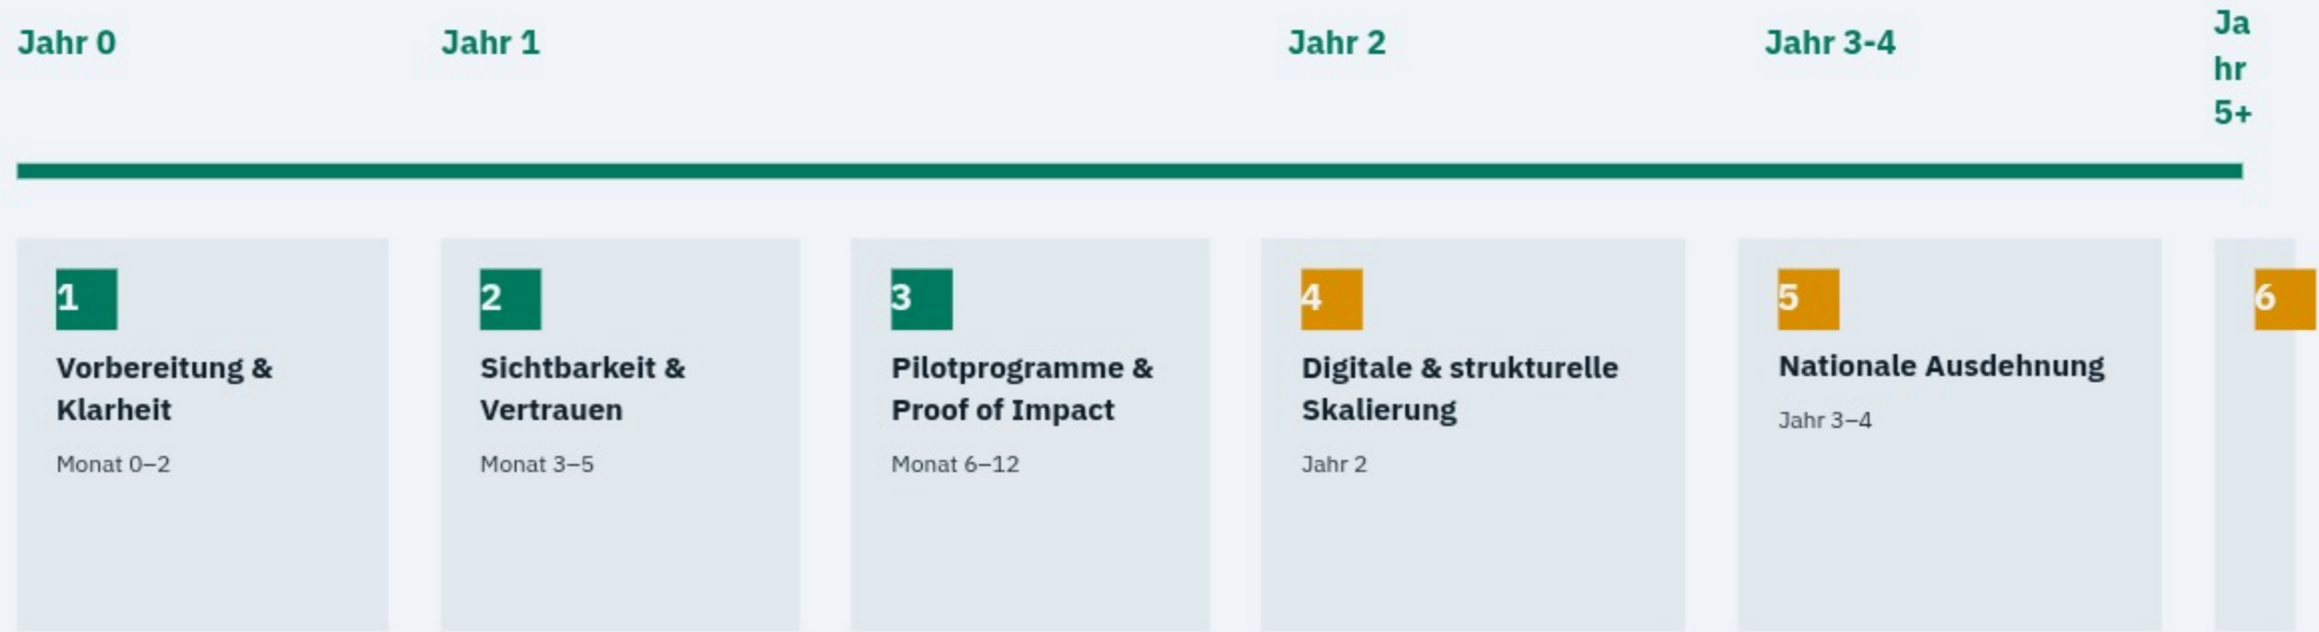 Jahr 0
Jahr 1
Jahr 2
Jahr 3-4
Ja
hr
5+
1
Vorbereitung &
Klarheit
Monat 0–2
2
Sichtbarkeit &
Vertrauen
Monat 3–5
3
Pilotprogramme &
Proof of Impact
Monat 6–12
4
Digitale & strukturelle
Skalierung
Jahr 2
5
Nationale Ausdehnung
Jahr 3–4
6